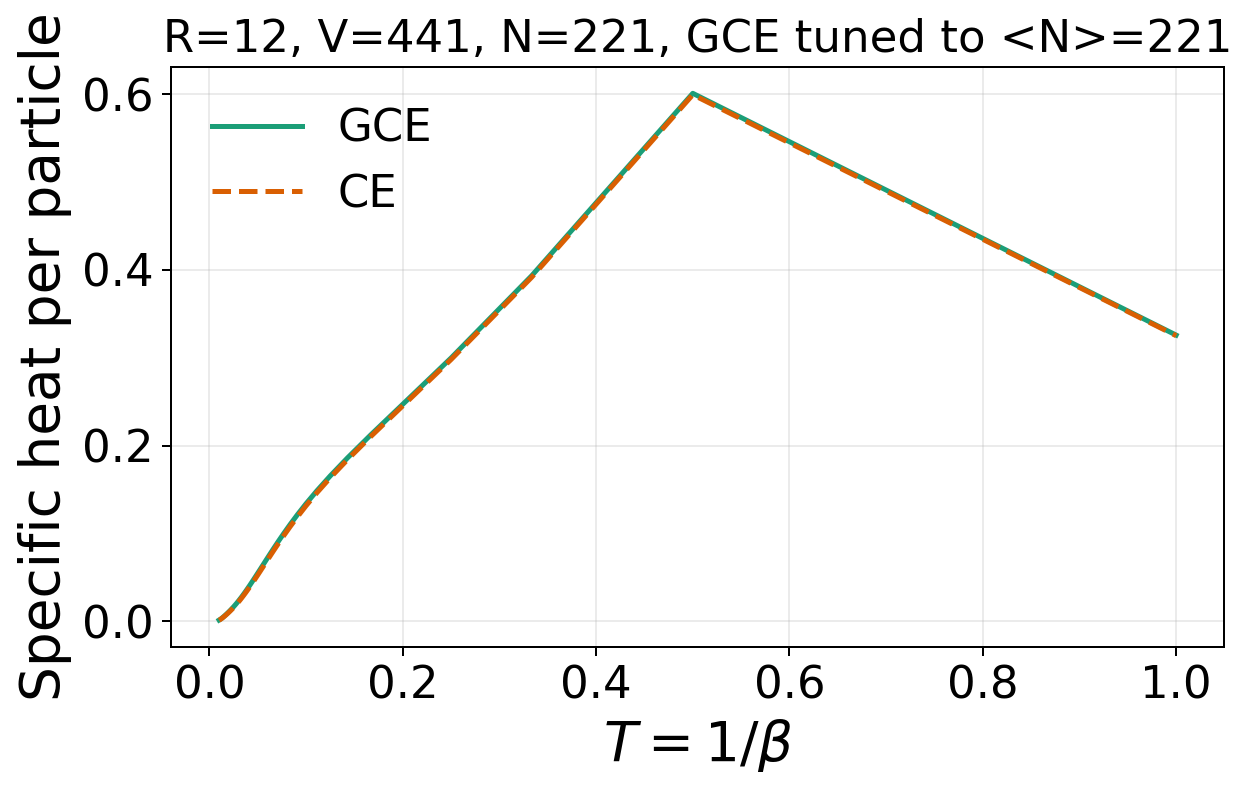 R=12, V=441, N=221, GCE tuned to <N>=221
Specific heat per particle
0.6
0.4
0.2
0.0
GCE
CE
0.0 0.2 0.4 0.6 0.8 1.0
T = 1/β